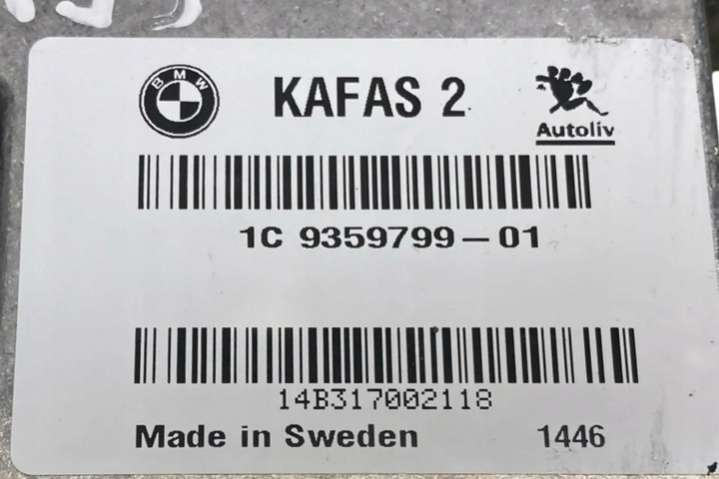 BMW
KAFAS 2
Autoliv
1C 9359799-01
14B317002118
Made in Sweden 1446